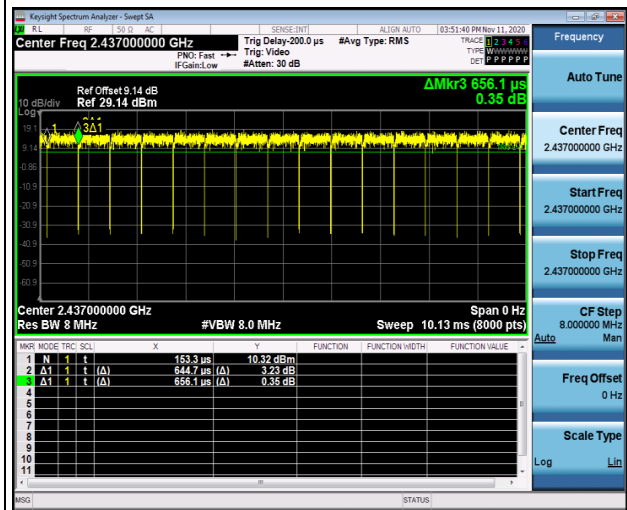 Keysight Spectrum Analyzer - Swept SA
RL RF 50 Ω AC SENSE:INT ALIGN AUTO 03:51:40 PM Nov 11, 2020
Center Freq 2.437000000 GHz
PNO: Fast
IFGain:Low
Trig Delay-200.0 µs
Trig: Video
#Atten: 30 dB
#Avg Type: RMS
TRACE 1 2 3 4 5 6
TYPE WWWWWW
DET P P P P P P
Frequency
ΔMkr3 656.1 µs
0.35 dB
Ref Offset 9.14 dB
10 dB/div Ref 29.14 dBm
Log
19.1
9.14
-0.86
-10.9
-20.9
-30.9
-40.9
-50.9
-60.9
1
3Δ1
Center 2.437000000 GHz Span 0 Hz
Res BW 8 MHz #VBW 8.0 MHz Sweep 10.13 ms (8000 pts)
MKR MODE TRC SCL X Y FUNCTION FUNCTION WIDTH FUNCTION VALUE
1 N 1 t 153.3 µs 10.32 dBm
2 Δ1 1 t (Δ) 644.7 µs (Δ) 3.23 dB
3 Δ1 1 t (Δ) 656.1 µs (Δ) 0.35 dB
4
5
6
7
8
9
10
11
MSG STATUS
Auto Tune
Center Freq
2.437000000 GHz
Start Freq
2.437000000 GHz
Stop Freq
2.437000000 GHz
CF Step
8.000000 MHz
Auto Man
Freq Offset
0 Hz
Scale Type
Log Lin